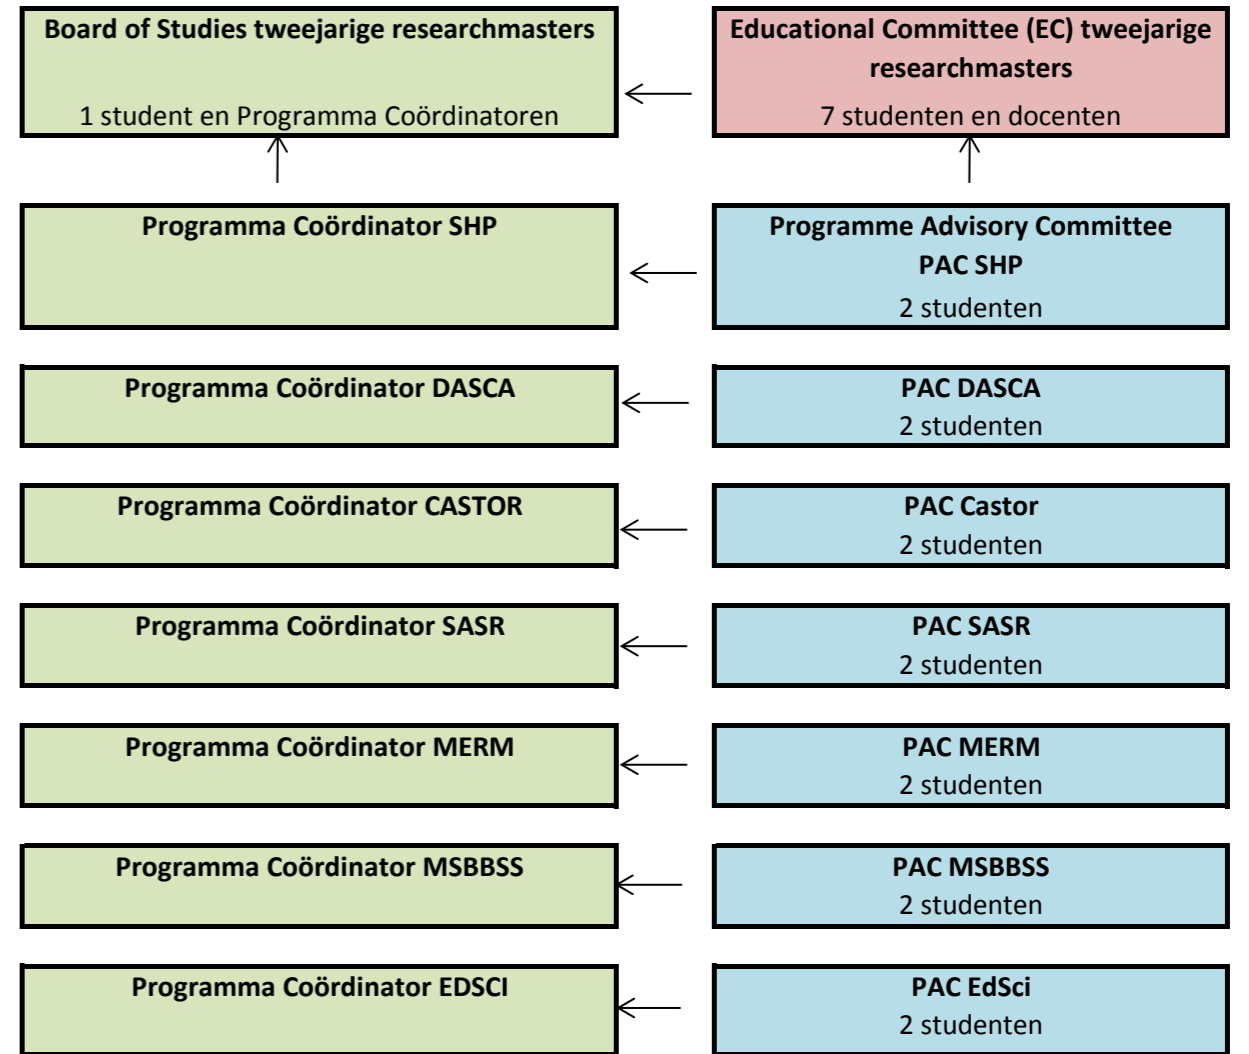 Board of Studies tweejarige researchmasters
1 student en Programma Coördinatoren
Educational Committee (EC) tweejarige
researchmasters
7 studenten en docenten
Programma Coördinator SHP
Programme Advisory Committee
PAC SHP
2 studenten
Programma Coördinator DASCA
PAC DASCA
2 studenten
Programma Coördinator CASTOR
PAC Castor
2 studenten
Programma Coördinator SASR
PAC SASR
2 studenten
Programma Coördinator MERM
PAC MERM
2 studenten
Programma Coördinator MSBBSS
PAC MSBBSS
2 studenten
Programma Coördinator EDSCI
PAC EdSci
2 studenten